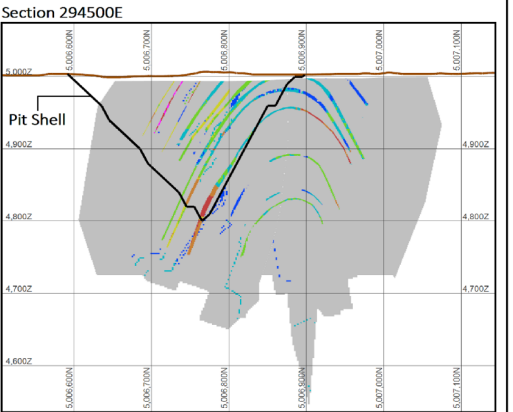 Section 294500E
5,006,600N 5,006,700N 5,006,800N 5,006,900N 5,007,000N 5,007,100N
5,000Z
Pit Shell
4,900Z 4,900Z
4,800Z 4,800Z
4,700Z 4,700Z
4,600Z
5,006,600N 5,006,700N 5,006,800N 5,006,900N 5,007,000N 5,007,100N